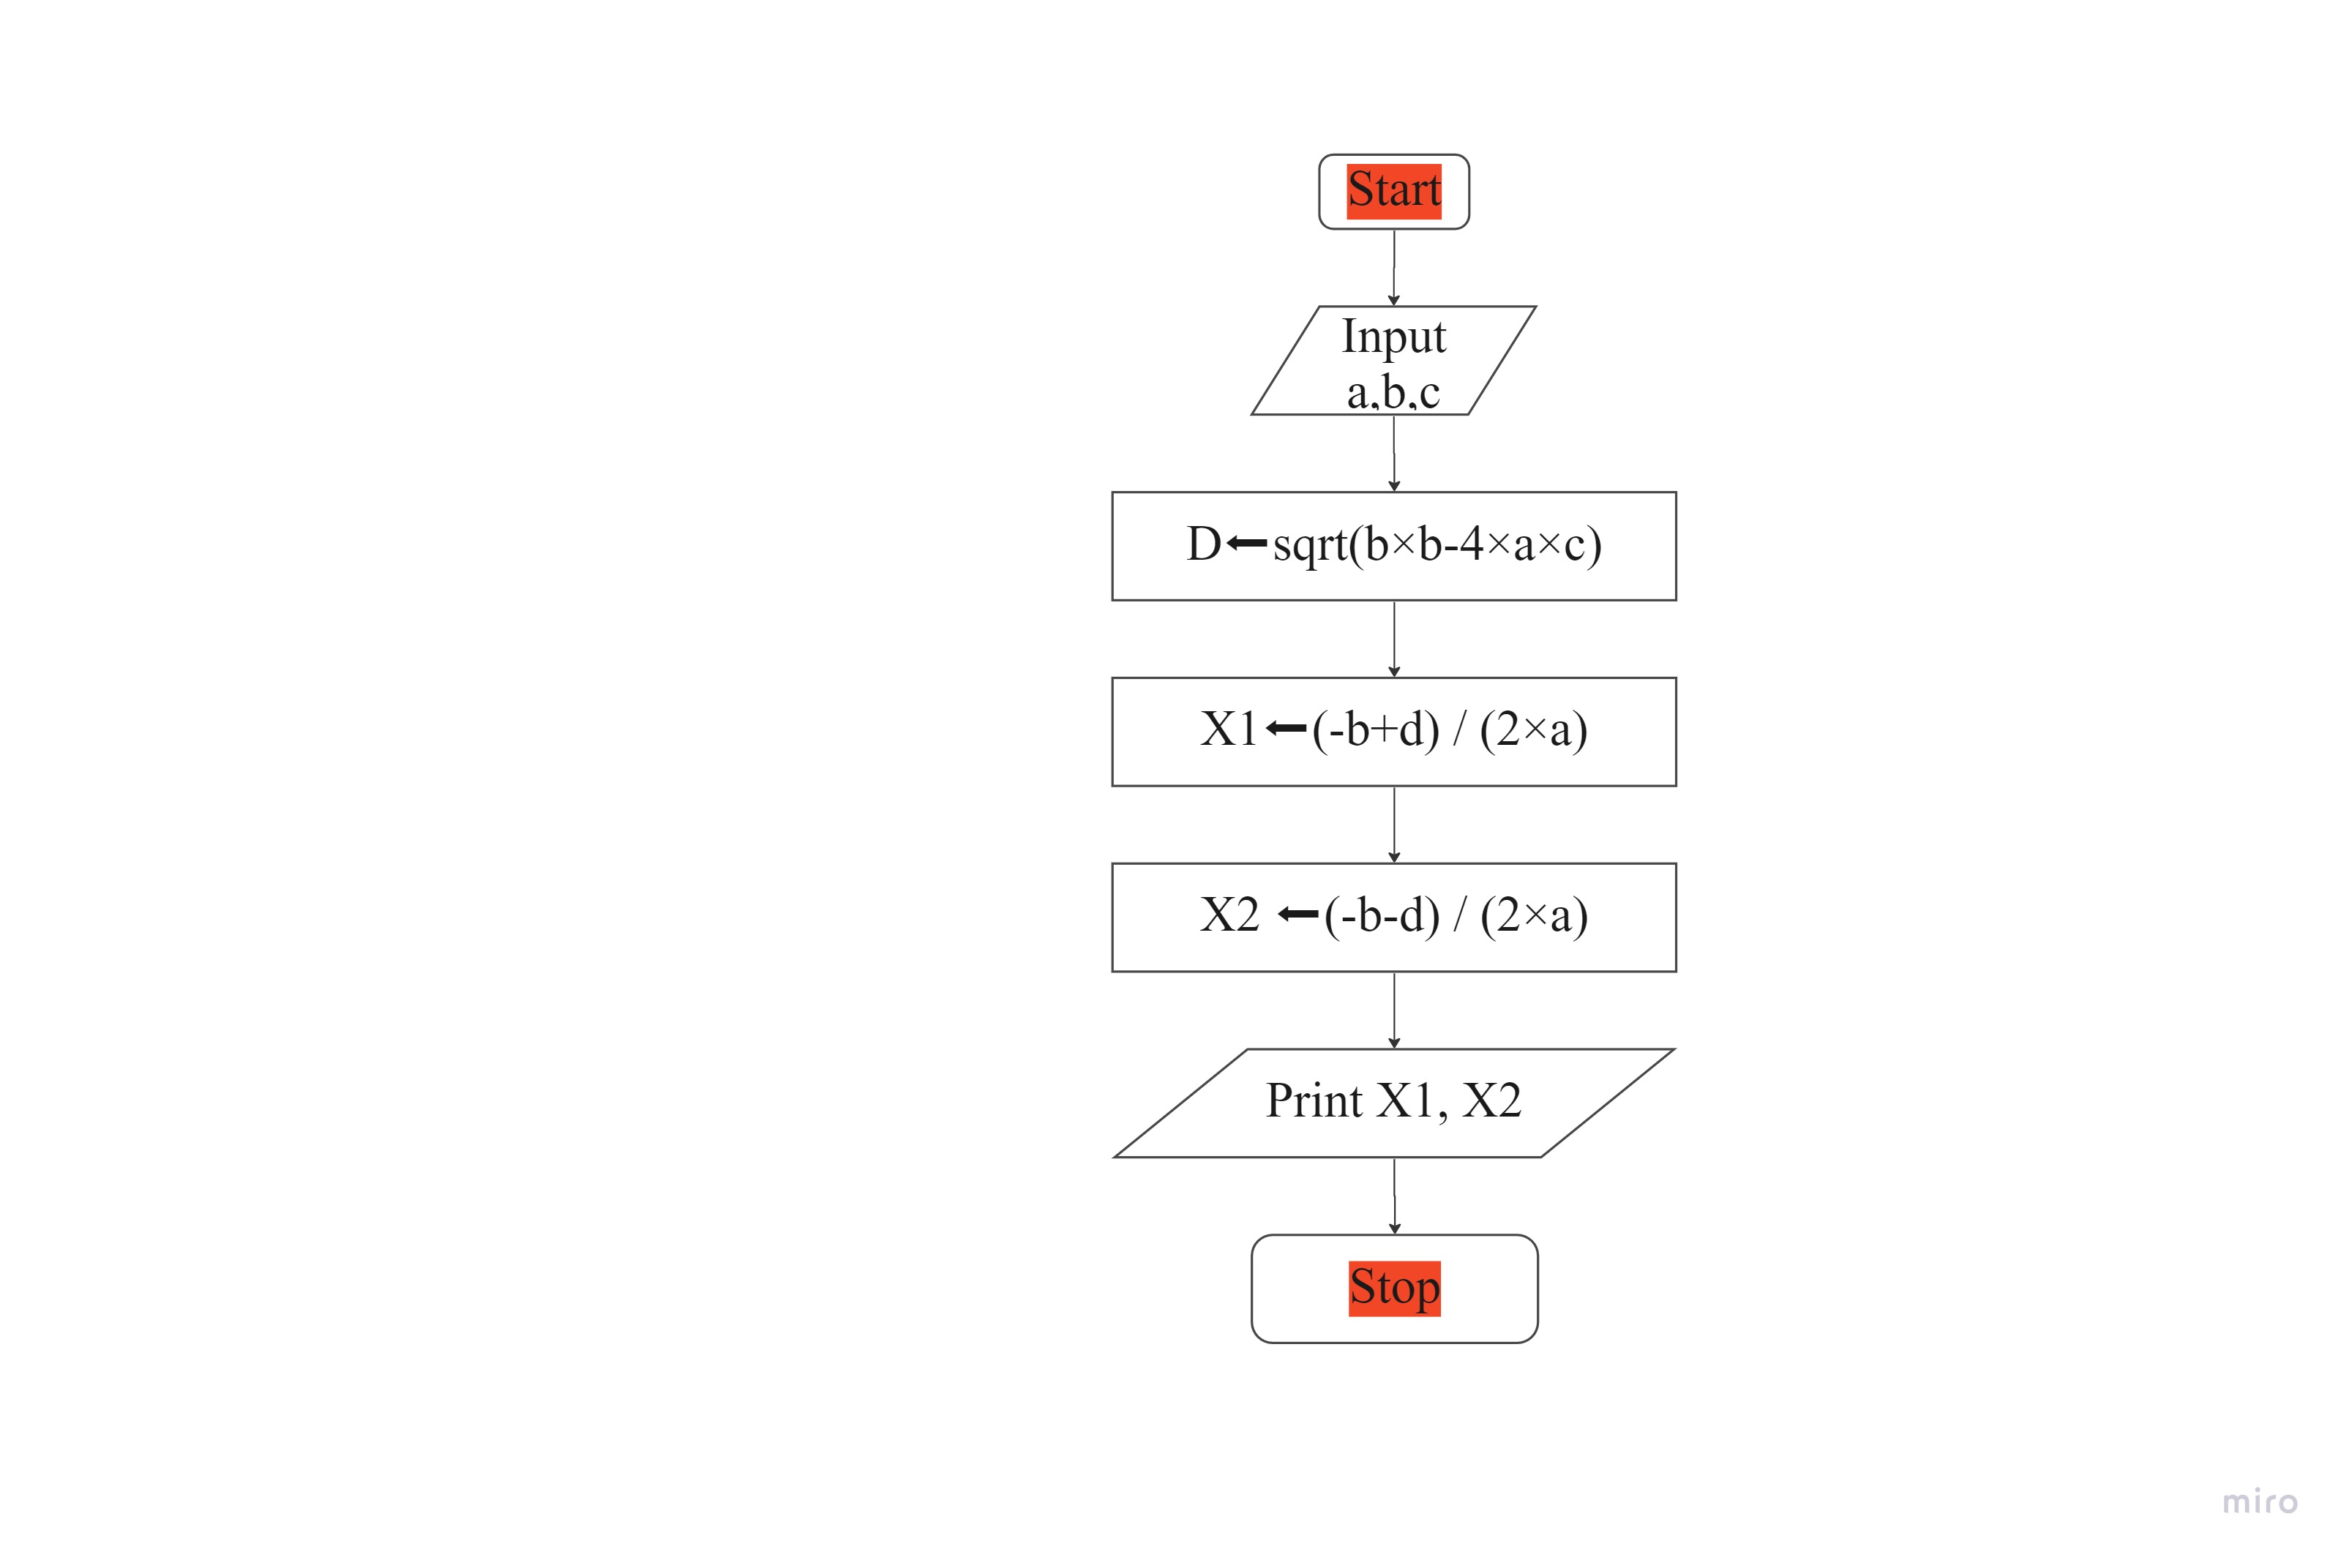 Start
Input
a,b,c
D⬅sqrt(b×b-4×a×c)
X1⬅(-b+d) / (2×a)
X2 ⬅(-b-d) / (2×a)
Print X1, X2
Stop
miro